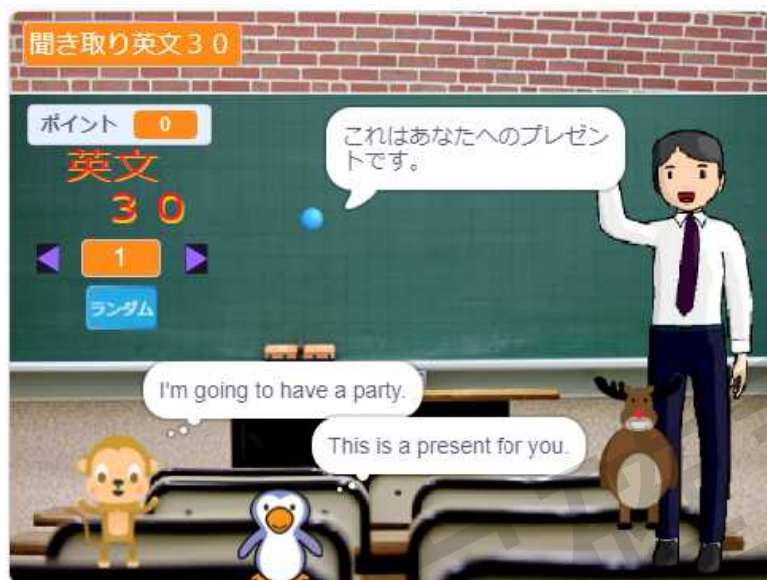 聞き取り英文３０
ポイント 0
英文
３０
1
ランダム
これはあなたへのプレゼン
トです。
I'm going to have a party.
This is a present for you.